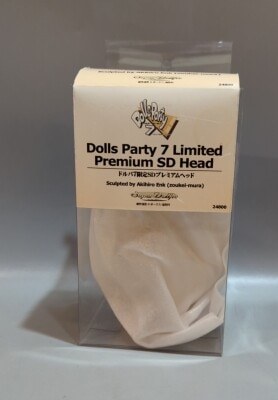 Dolls Party 7 Limited
Premium SD Head
ドルパ7限定SDプレミアムヘッド
Sculpted by Akihiro Enk (zoukei-mura)
24800